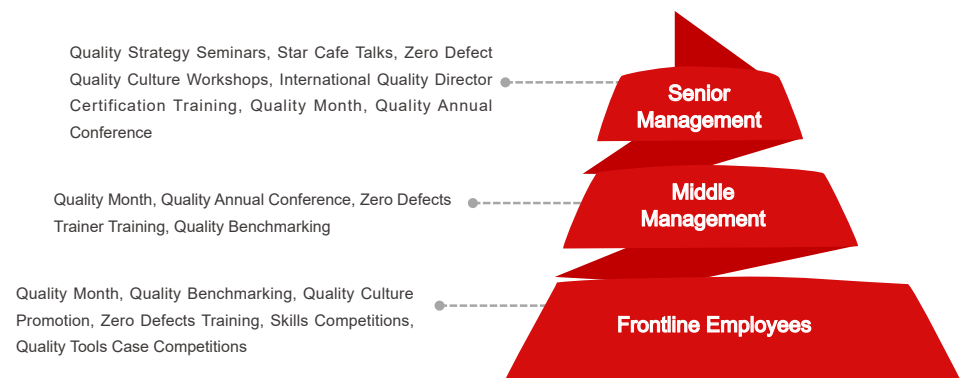 Quality Strategy Seminars, Star Cafe Talks, Zero Defect
Quality Culture Workshops, International Quality Director
Certification Training, Quality Month, Quality Annual
Conference
Senior
Management
Quality Month, Quality Annual Conference, Zero Defects
Trainer Training, Quality Benchmarking
Middle
Management
Quality Month, Quality Benchmarking, Quality Culture
Promotion, Zero Defects Training, Skills Competitions,
Quality Tools Case Competitions
Frontline Employees